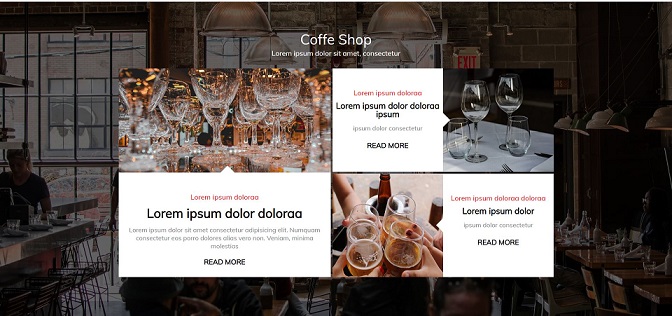 Coffe Shop
Lorem ipsum dolor sit amet, consectetur
EXIT
Lorem ipsum doloraa
Lorem ipsum dolor doloraa
Lorem ipsum dolor sit amet consectetur adipisicing elit. Numquam
consectetur eos porro dolores alias vero non. Veniam, minima
molestias
READ MORE
Lorem ipsum doloraa
Lorem ipsum dolor doloraa
ipsum
ipsum dolor consectetur
READ MORE
Lorem ipsum doloraa doloraa
Lorem ipsum dolor
ipsum dolor consectetur
READ MORE